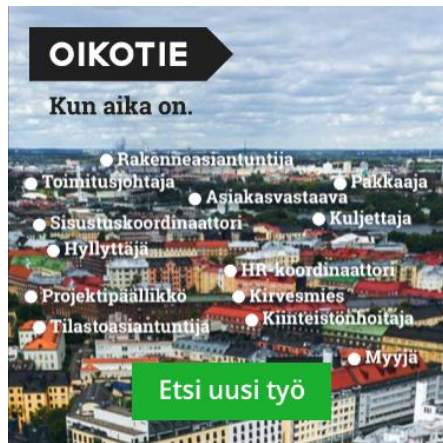 OIKOTIE
Kun aika on.
Rakenneasiantuntija
Toimitusjohtaja
Pakkaaja
Asiakasvastaava
Sisustuskoordinaattori
Kuljettaja
Hyllyttäjä
HR-koordinaattori
Projektipäällikkö
Kirvesmies
Kiinteistönhoitaja
Tilastoasiantuntija
Myyjä
Etsi uusi työ